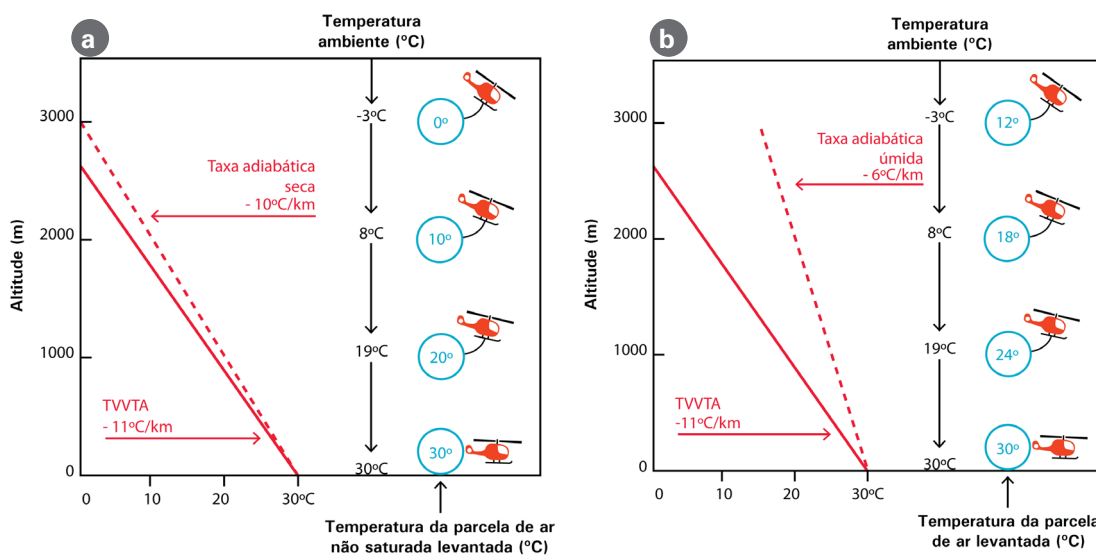 a
Temperatura
ambiente (ºC)
3000
2000
1000
0
Altitude (m)
Taxa adiabática
seca
- 10ºC/km
TVVTA
- 11ºC/km
-3ºC
8ºC
19ºC
30ºC
0º
10º
20º
30º
0
10
20
30ºC
Temperatura da parcela de ar
não saturada levantada (ºC)
b
Temperatura
ambiente (ºC)
3000
2000
1000
0
Altitude (m)
Taxa adiabática
úmida
- 6ºC/km
TVVTA
-11ºC/km
-3ºC
8ºC
19ºC
30ºC
12º
18º
24º
30º
0
10
20
30ºC
Temperatura da parcela
de ar levantada (ºC)